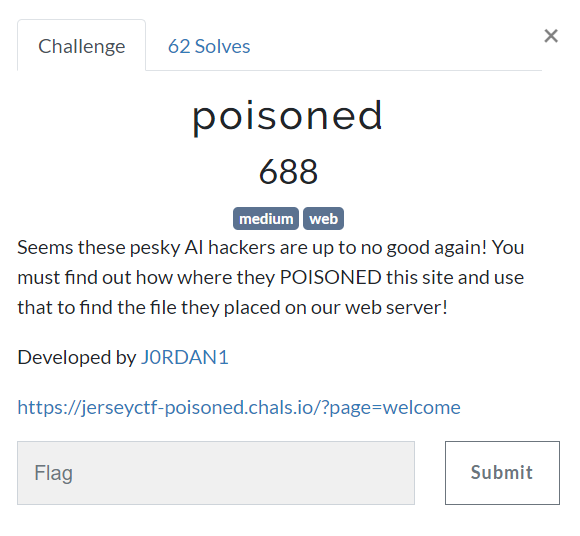 Challenge
62 Solves
×
poisoned
688
medium web
Seems these pesky AI hackers are up to no good again! You
must find out how where they POISONED this site and use
that to find the file they placed on our web server!
Developed by J0RDAN1
https://jerseyctf-poisoned.chals.io/?page=welcome
Flag
Submit